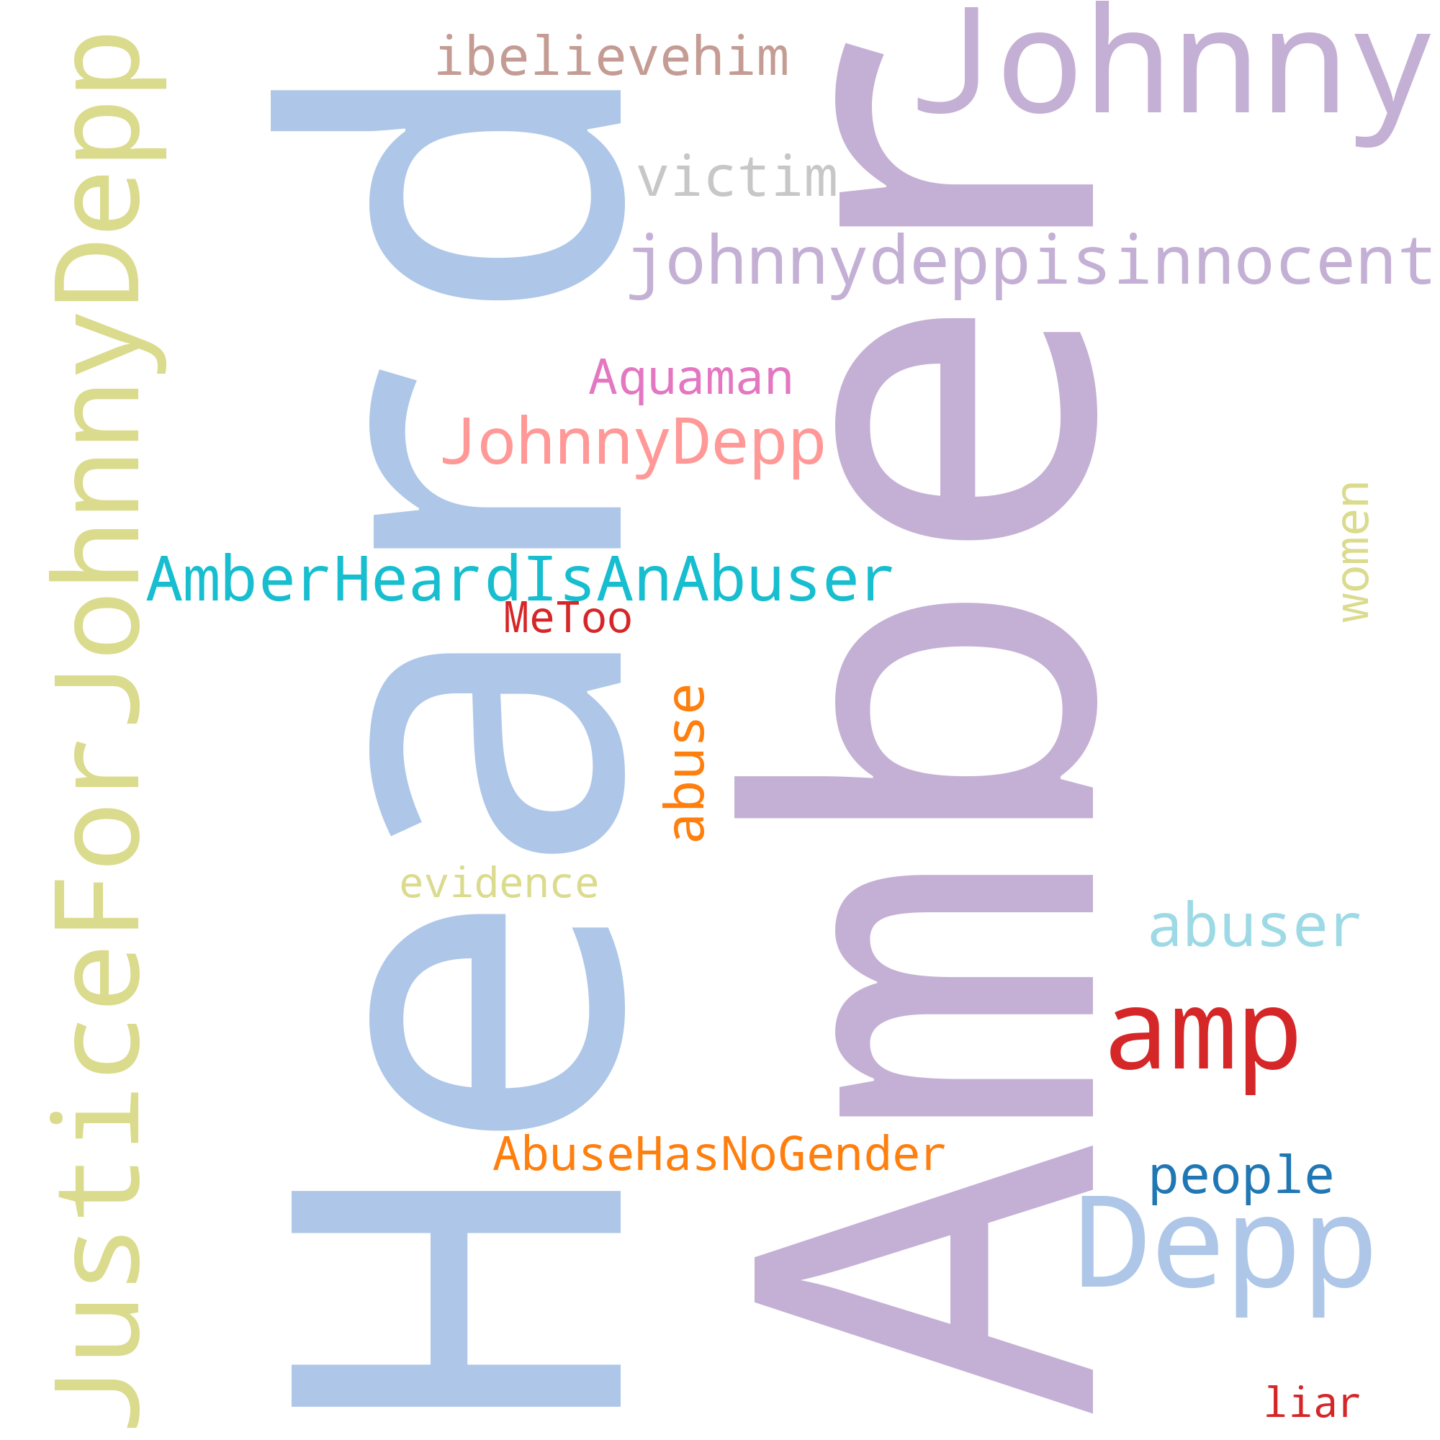 JusticeForJohnnyDepp
Heard
Amber
Johnny
ibelievehim
victim
johnnydeppisinnocent
Aquaman
JohnnyDepp
women
AmberHeardIsAnAbuser
MeToo
abuse
evidence
abuser
amp
AbuseHasNoGender
people
Depp
liar